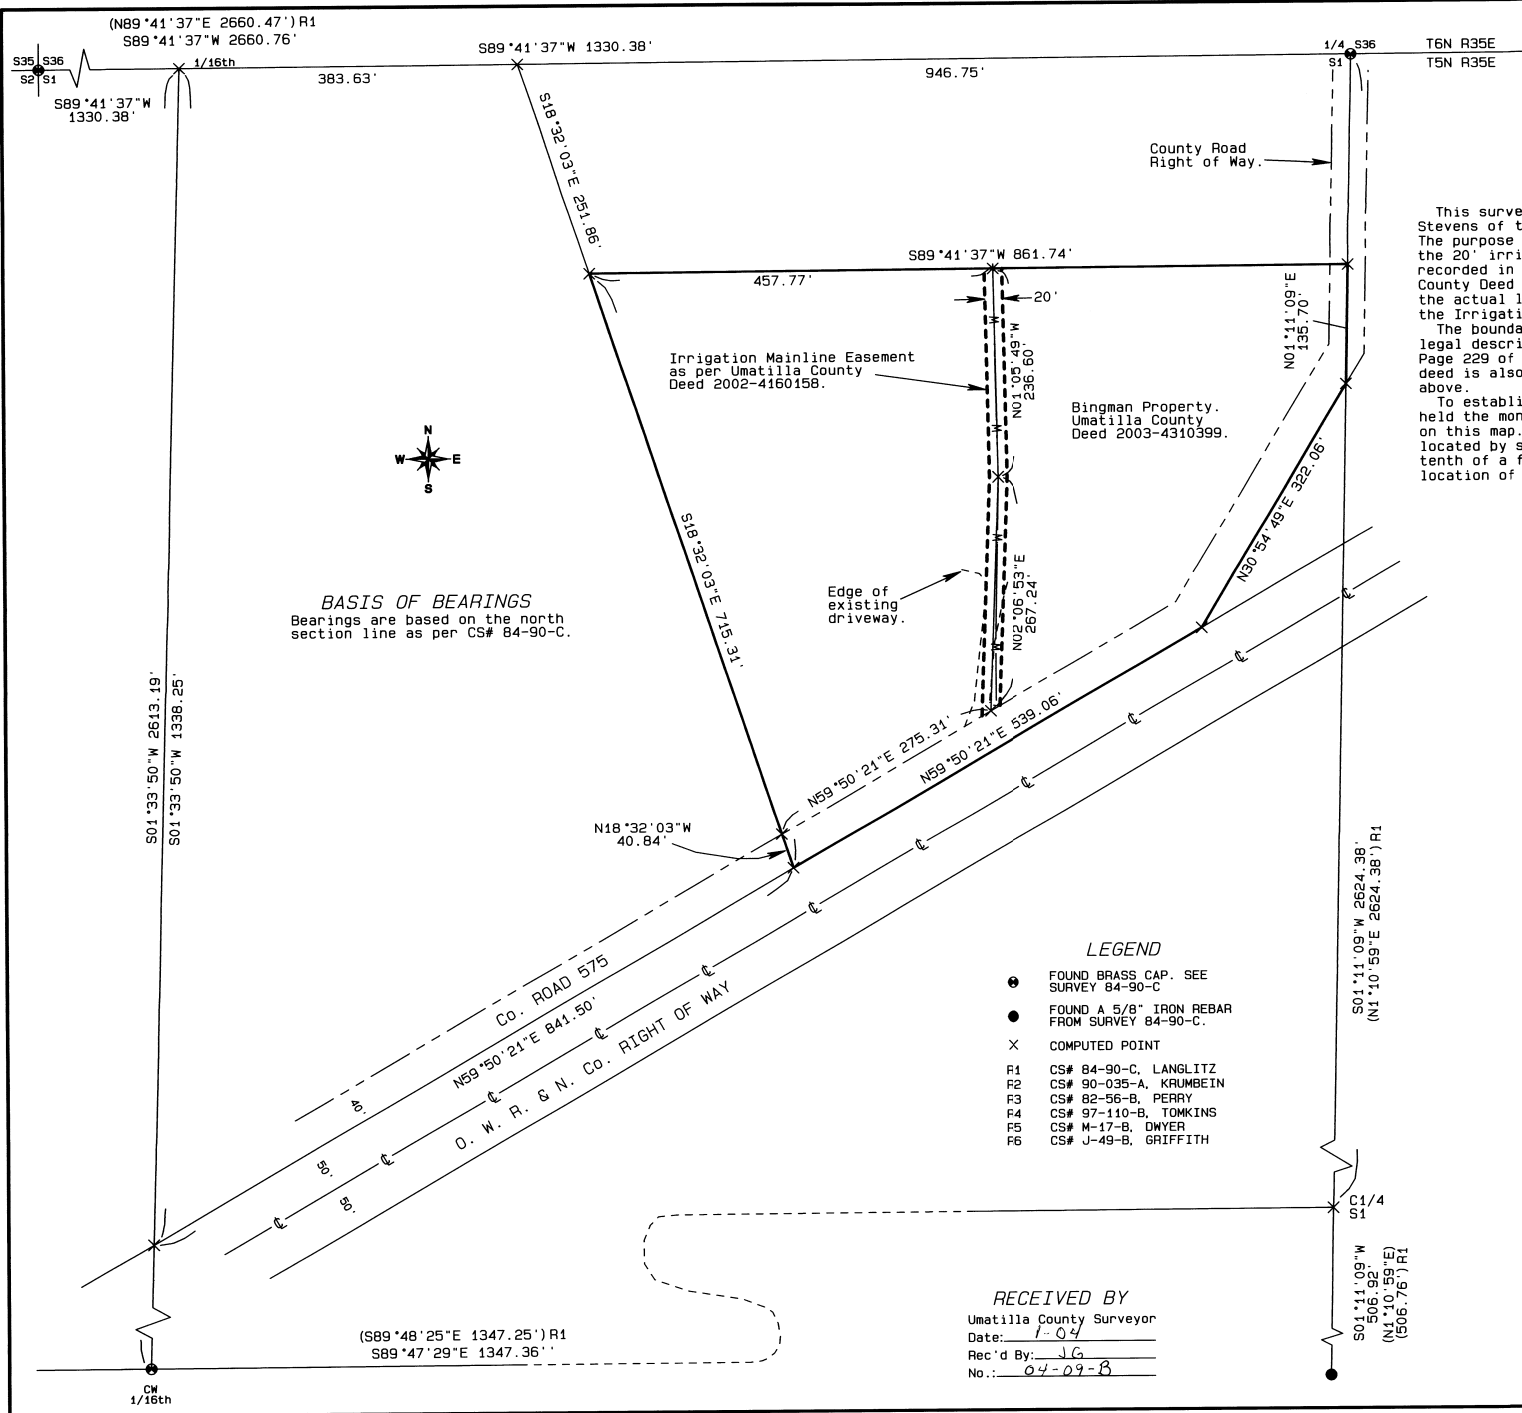 (N89°41'37"E 2660.47')R1
S89°41'37"W 2660.76'
S89°41'37"W 1330.38'
1/4 S36
S1
T6N R35E
T5N R35E
S35 S36
S2 S1
1/16th
383.63'
946.75'
S89°41'37"W
1330.38'
S18°32'03"E 251.86'
County Road
Right of Way.
This surve
Stevens of t
The purpose
the 20' irri
recorded in
County Deed
the actual l
the Irrigati
The bounda
legal descri
Page 229 of
deed is also
above.
To establi
held the mon
on this map.
located by s
tenth of a f
location of
S89°41'37"W 861.74'
457.77'
20'
N01°11'09"E
135.70'
Irrigation Mainline Easement
as per Umatilla County
Deed 2002-4160158.
N01°05'49"W
236.60'
Bingman Property.
Umatilla County
Deed 2003-4310399.
N
W E
S
S18°32'03"E 715.31'
N30°54'49"E 322.06'
Edge of
existing
driveway.
N02°06'53"E
267.24'
BASIS OF BEARINGS
Bearings are based on the north
section line as per CS# 84-90-C.
S01°33'50"W 2613.19'
S01°33'50"W 1338.25'
N59°50'21"E 275.31'
N59°50'21"E 539.06'
N18°32'03"W
40.84'
S01°11'09"W 2624.38'
(N1°10'59"E 2624.38')R1
Co. ROAD 575
N59°50'21"E 841.50'
O. W. R. & N. Co. RIGHT OF WAY
40'
50'
50'
LEGEND
FOUND BRASS CAP. SEE
SURVEY 84-90-C
FOUND A 5/8" IRON REBAR
FROM SURVEY 84-90-C.
X COMPUTED POINT
R1 CS# 84-90-C, LANGLITZ
R2 CS# 90-035-A, KRUMBEIN
R3 CS# 82-56-B, PERRY
R4 CS# 97-110-B, TOMKINS
R5 CS# M-17-B, DWYER
R6 CS# J-49-B, GRIFFITH
C1/4
S1
S01°11'09"W
506.92'
(N1°10'59"E)
(506.76')R1
RECEIVED BY
Umatilla County Surveyor
Date: 1-04
Rec'd By: JG
No.: 04-09-B
(S89°48'25"E 1347.25')R1
S89°47'29"E 1347.36''
CW
1/16th